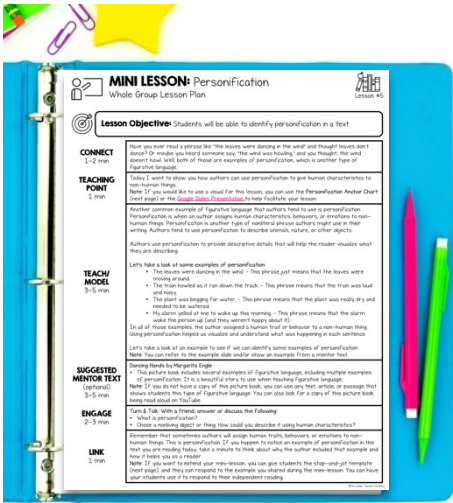 MINI LESSON: Personification
Whole Group Lesson Plan
Lesson #5
Lesson Objective: Students will be able to identify personification in a text.
CONNECT
1-2 min
Have you ever read a phrase like "the leaves were dancing in the wind" and thought leaves don't
dance? Or maybe you heard someone say, "the wind was howling," and you thought, the wind
doesn't howl. Well, both of those are examples of personification, which is another type of
figurative language.
TEACHING
POINT
1 min
Today I want to show you how authors can use personification to give human characteristics to
non-human things.
Note: If you would like to use a visual for this lesson, you can use the Personification Anchor Chart
(next page) or the Google Slides Presentation to help facilitate your lesson.
TEACH/
MODEL
3-5 min
Another common example of figurative language that authors tend to use is personification.
Personification is when an author assigns human characteristics, behaviors, or emotions to non-
human things. Personification is another type of nonliteral phrase authors might use in their
writing. Authors tend to use personification to describe animals, nature, or other objects.
Authors use personification to provide descriptive details that will help the reader visualize what
they are describing.
Let's take a look at some examples of personification:
• The leaves were dancing in the wind. - This phrase just means that the leaves were
moving around.
• The train howled as it ran down the track. - This phrase means that the train was loud
and noisy.
• The plant was begging for water. - This phrase means that the plant was really dry and
needed to be watered.
• My alarm yelled at me to wake up this morning. - This phrase means that the alarm
woke the person up (and they weren't happy about it).
In all of those examples, the author assigned a human trait or behavior to a non-human thing.
Using personification helped us visualize and understand what was happening in each sentence.
Let's take a look at an example to see if we can identify some examples of personification.
Note: You can refer to the example slide and/or show an example from a mentor text.
SUGGESTED
MENTOR TEXT
(optional)
3-5 min
Dancing Hands by Margarita Engle
• This picture book includes several examples of figurative language, including multiple examples
of personification. It is a beautiful story to use when teaching figurative language.
Note: If you do not have a copy of this picture book, you can use any text, article, or passage that
shows students this type of figurative language. You can also look for a copy of this picture book
being read aloud on YouTube.
ENGAGE
2-3 min
Turn & Talk: With a friend, answer or discuss the following:
• What is personification?
• Choose a nonliving object or thing. How could you describe it using human characteristics?
LINK
1 min
Remember that sometimes authors will assign human traits, behaviors, or emotions to non-
human things. This is personification. If you happen to notice an example of personification in the
text you are reading today, take a minute to think about why the author included that example and
how it helps you as a reader.
Note: If you want to extend your mini-lesson, you can give students the stop-and-jot template
(next page), and they can respond to the example you shared during the mini-lesson. You can have
your students use it to respond to their independent reading.